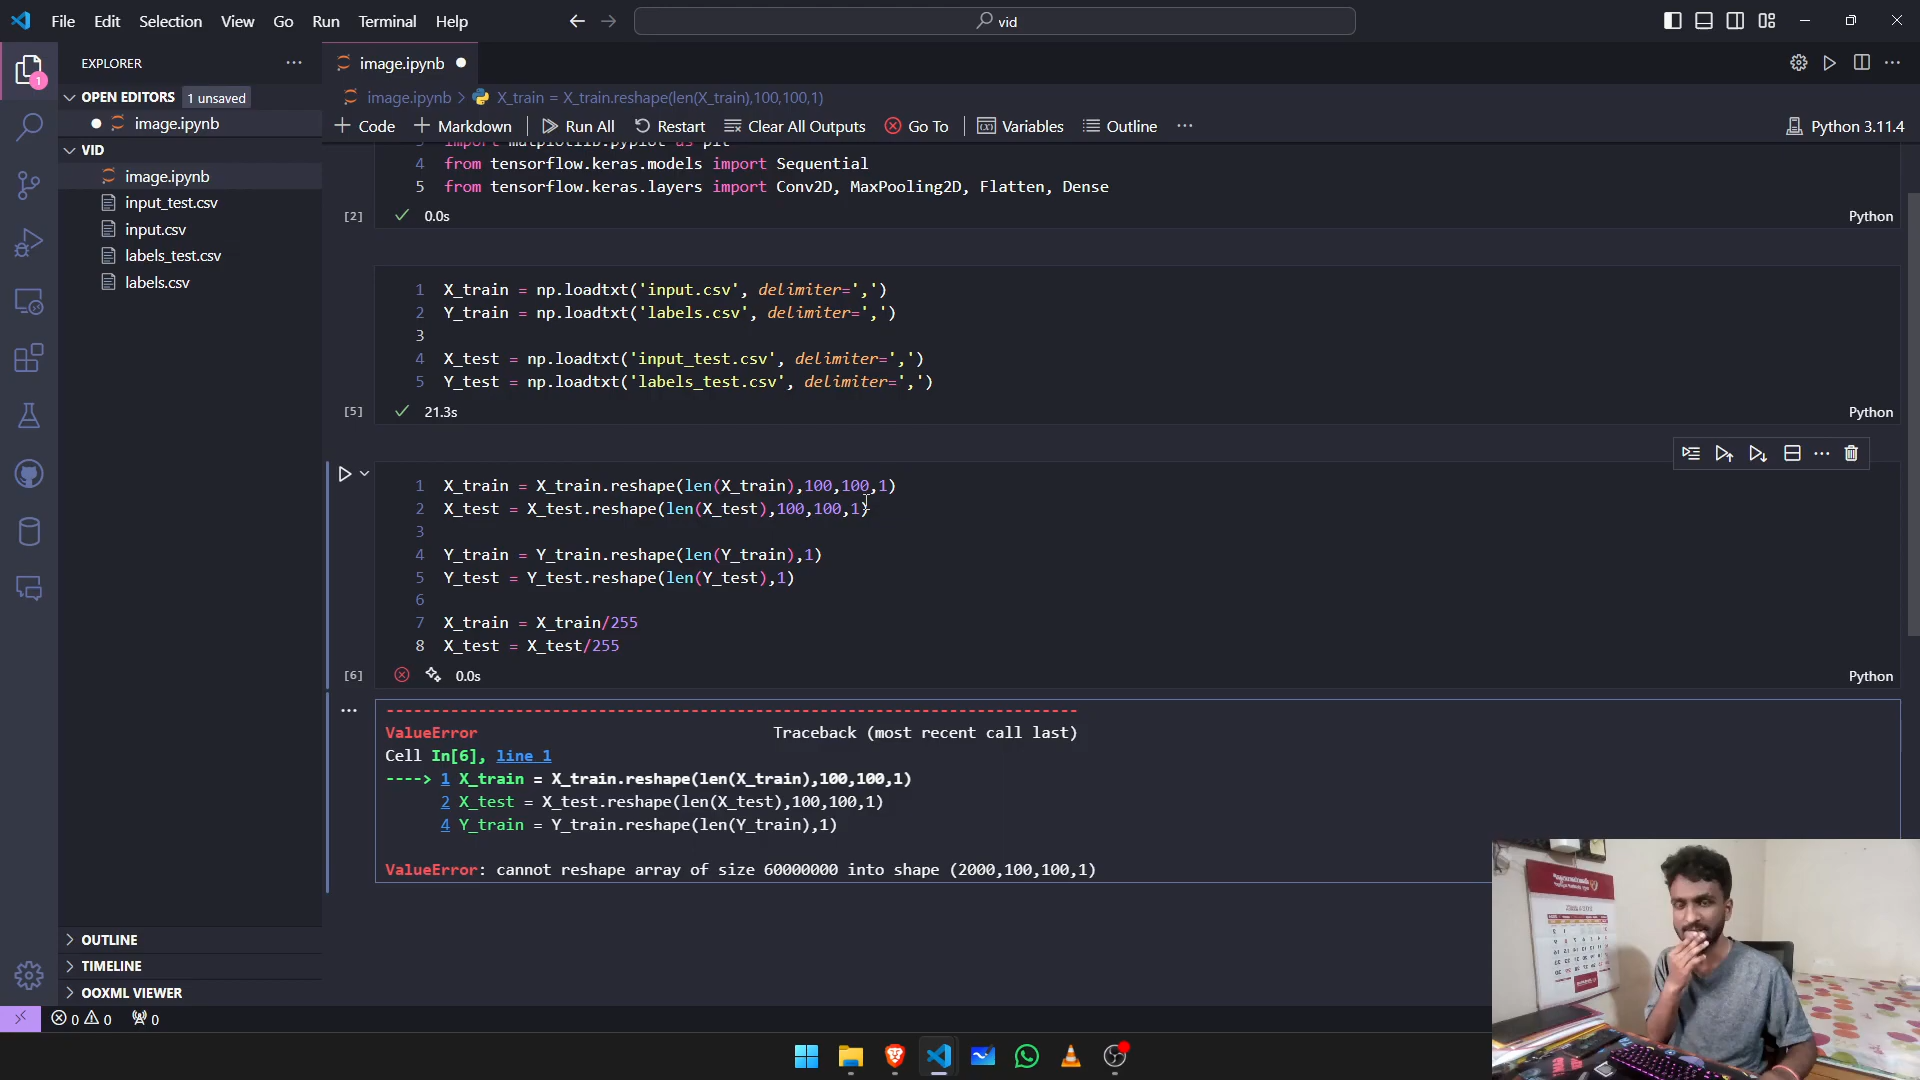 File Edit Selection View Go Run Terminal Help
vid
EXPLORER
1
OPEN EDITORS 1 unsaved
image.ipynb
VID
image.ipynb
input_test.csv
input.csv
labels_test.csv
labels.csv
OUTLINE
TIMELINE
OOXML VIEWER
image.ipynb
image.ipynb > X_train = X_train.reshape(len(X_train),100,100,1)
Code Markdown Run All Restart Clear All Outputs Go To Variables Outline
Python 3.11.4
3 import matplotlib.pyplot as plt
4 from tensorflow.keras.models import Sequential
5 from tensorflow.keras.layers import Conv2D, MaxPooling2D, Flatten, Dense
[2] 0.0s Python
1 X_train = np.loadtxt('input.csv', delimiter=',')
2 Y_train = np.loadtxt('labels.csv', delimiter=',')
3
4 X_test = np.loadtxt('input_test.csv', delimiter=',')
5 Y_test = np.loadtxt('labels_test.csv', delimiter=',')
[5] 21.3s Python
1 X_train = X_train.reshape(len(X_train),100,100,1)
2 X_test = X_test.reshape(len(X_test),100,100,1)
3
4 Y_train = Y_train.reshape(len(Y_train),1)
5 Y_test = Y_test.reshape(len(Y_test),1)
6
7 X_train = X_train/255
8 X_test = X_test/255
[6] 0.0s Python
---------------------------------------------------------------------------
ValueError Traceback (most recent call last)
Cell In[6], line 1
----> 1 X_train = X_train.reshape(len(X_train),100,100,1)
2 X_test = X_test.reshape(len(X_test),100,100,1)
4 Y_train = Y_train.reshape(len(Y_train),1)
ValueError: cannot reshape array of size 60000000 into shape (2000,100,100,1)
0 0 0